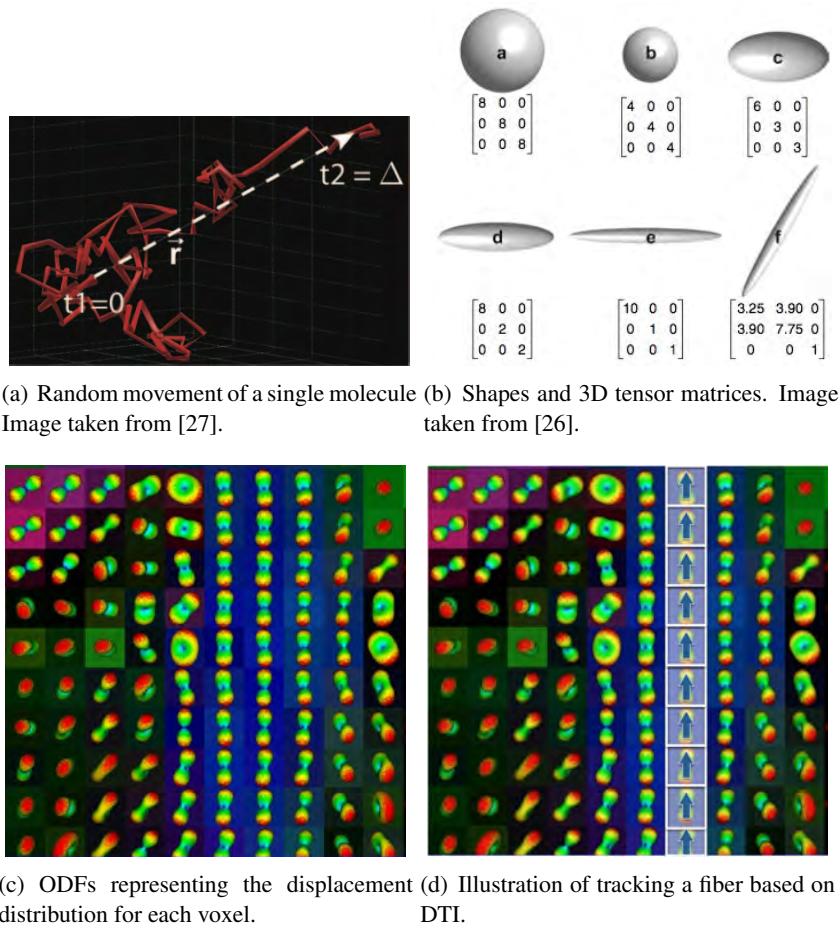 a
b
c
[8 0 0
0 8 0
0 0 8]
[4 0 0
0 4 0
0 0 4]
[6 0 0
0 3 0
0 0 3]
t2 = Δ
r⃗
t1=0
d
e
f
[8 0 0
0 2 0
0 0 2]
[10 0 0
0 1 0
0 0 1]
[3.25 3.90 0
3.90 7.75 0
0 0 1]
(a) Random movement of a single molecule
Image taken from [27].
(b) Shapes and 3D tensor matrices. Image
taken from [26].
(c) ODFs representing the displacement
distribution for each voxel.
(d) Illustration of tracking a fiber based on
DTI.